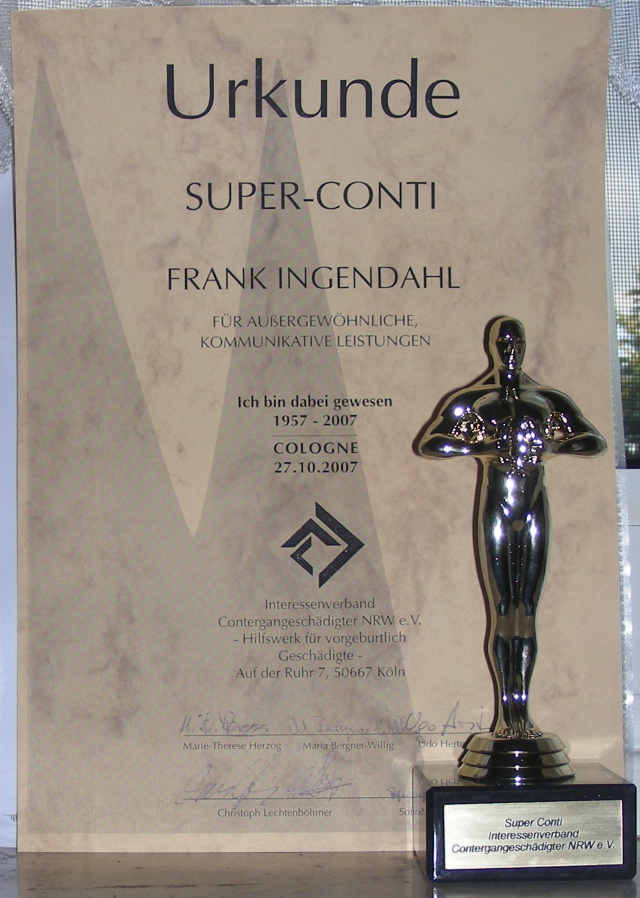 Urkunde
SUPER-CONTI
FRANK INGENDAHL
FÜR AUßERGEWÖHNLICHE,
KOMMUNIKATIVE LEISTUNGEN
Ich bin dabei gewesen
1957 - 2007
COLOGNE
27.10.2007
Interessenverband
Contergangeschädigter NRW e.V.
- Hilfswerk für vorgeburtlich
Geschädigte -
Auf der Ruhr 7, 50667 Köln
Marie-Therese Herzog Maria Bergner-Willig Udo
Christoph Lechtenböhmer
Super Conti
Interessenverband
Contergangeschädigter NRW e.V.